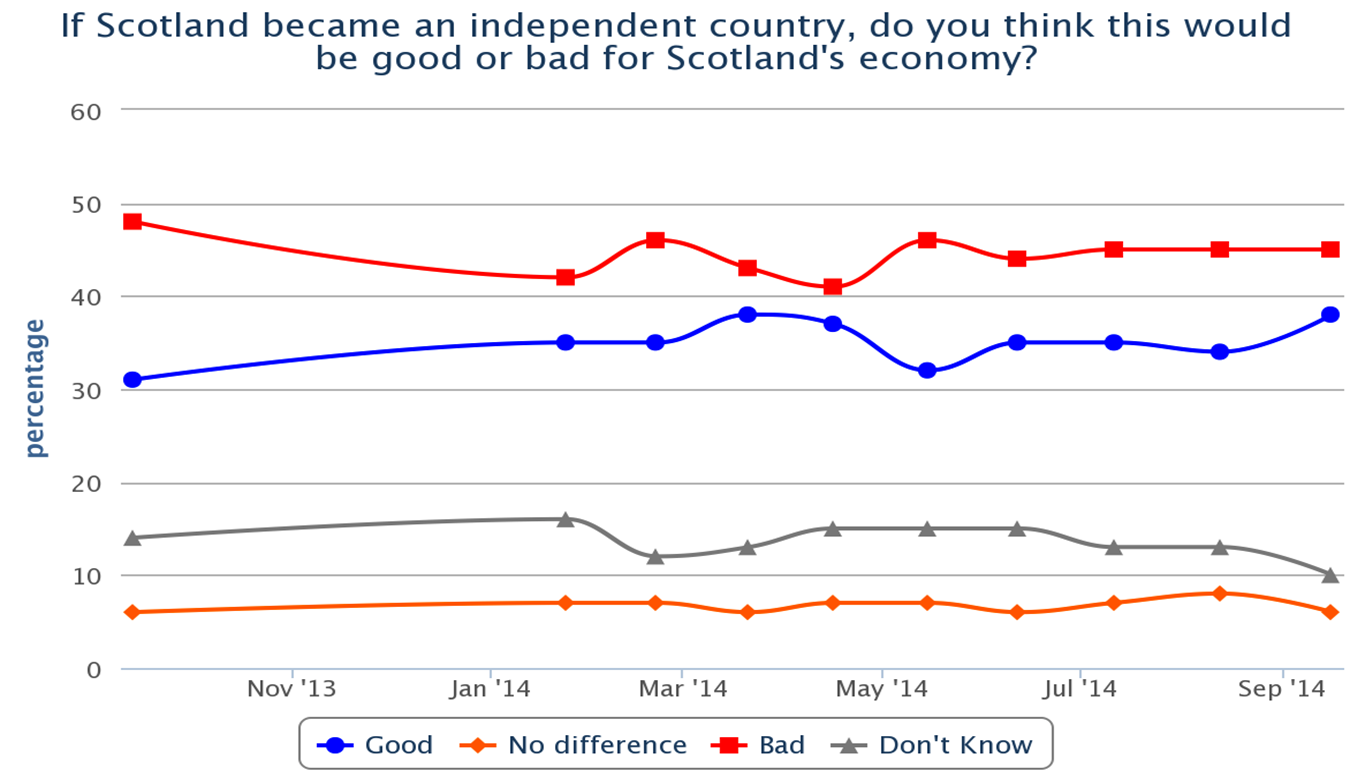 If Scotland became an independent country, do you think this would
be good or bad for Scotland's economy?
60
50
40
30
20
10
0
percentage
Nov '13 Jan '14 Mar '14 May '14 Jul '14 Sep '14
Good No difference Bad Don't Know